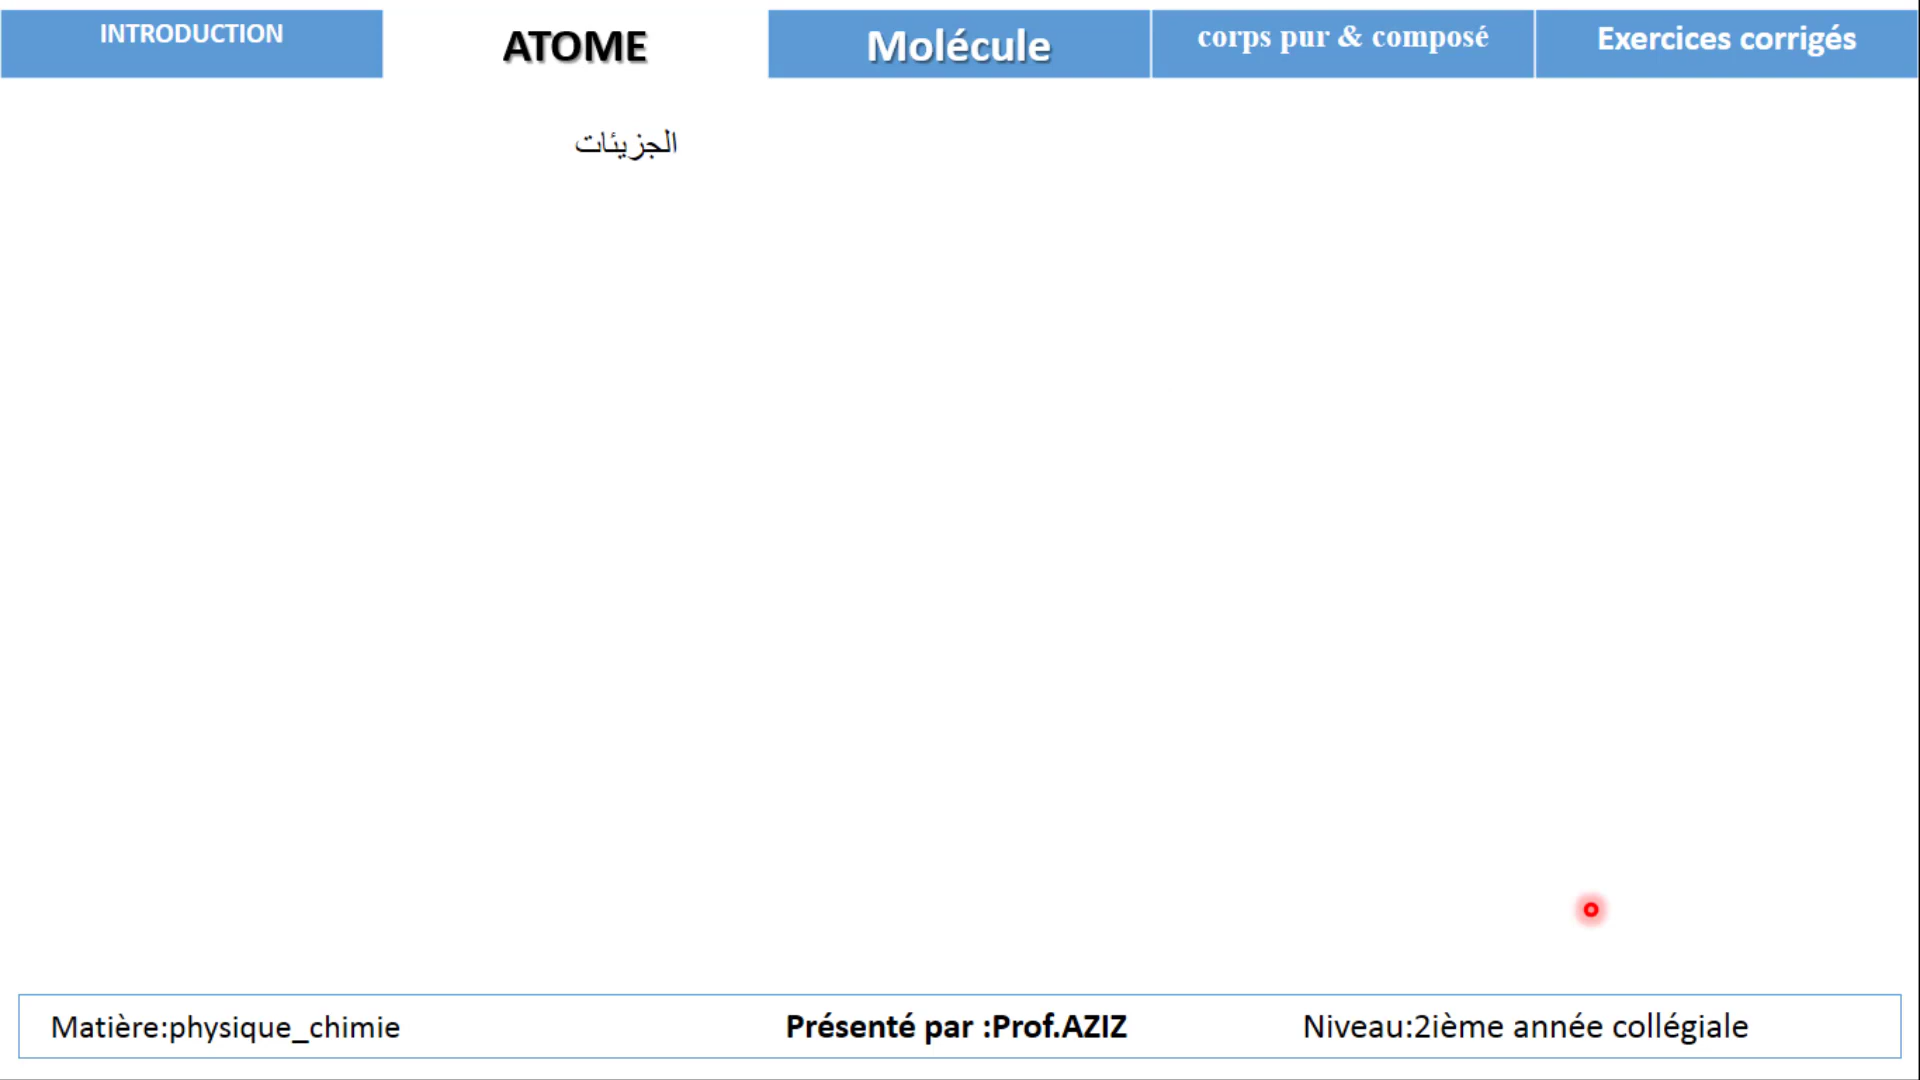 INTRODUCTION
ATOME
Molécule
corps pur & composé
Exercices corrigés
الجزيئات
Matière:physique_chimie
Présenté par :Prof.AZIZ
Niveau:2ième année collégiale